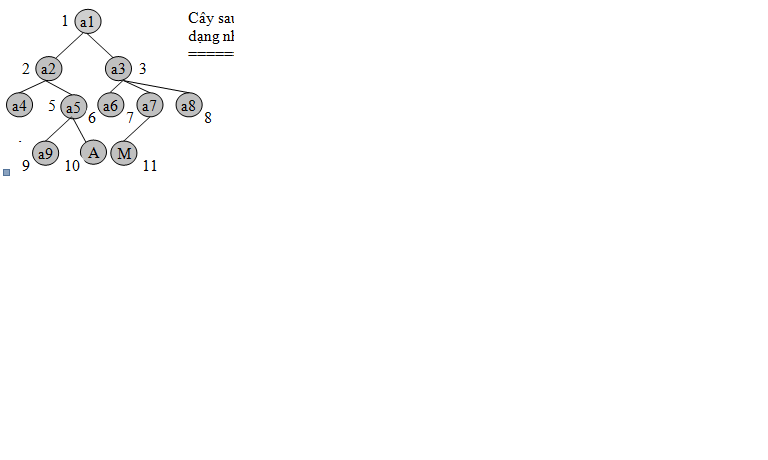 1 a1
Cây sau
dạng nh
======
2 a2 a3 3
a4 5 a5 6 a6 7 a7 a8 8
9 a9 10 A M 11